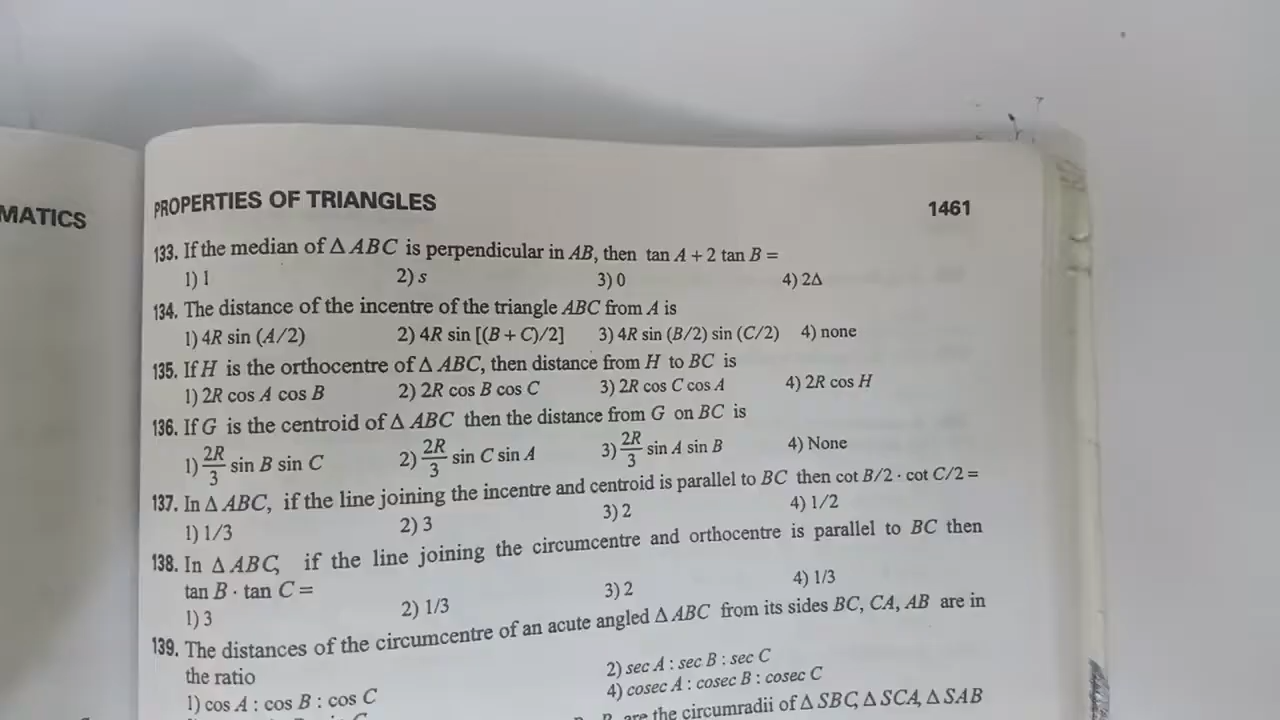 MATICS
PROPERTIES OF TRIANGLES 1461
133. If the median of Δ ABC is perpendicular in AB, then tan A + 2 tan B =
1) 1 2) s 3) 0 4) 2Δ
134. The distance of the incentre of the triangle ABC from A is
1) 4R sin (A/2) 2) 4R sin [(B + C)/2] 3) 4R sin (B/2) sin (C/2) 4) none
135. If H is the orthocentre of Δ ABC, then distance from H to BC is
1) 2R cos A cos B 2) 2R cos B cos C 3) 2R cos C cos A 4) 2R cos H
136. If G is the centroid of Δ ABC then the distance from G on BC is
1) 2R/3 sin B sin C 2) 2R/3 sin C sin A 3) 2R/3 sin A sin B 4) None
137. In Δ ABC, if the line joining the incentre and centroid is parallel to BC then cot B/2 · cot C/2 =
1) 1/3 2) 3 3) 2 4) 1/2
138. In Δ ABC, if the line joining the circumcentre and orthocentre is parallel to BC then
tan B · tan C =
1) 3 2) 1/3 3) 2 4) 1/3
139. The distances of the circumcentre of an acute angled Δ ABC from its sides BC, CA, AB are in
the ratio
1) cos A : cos B : cos C 2) sec A : sec B : sec C
4) cosec A : cosec B : cosec C
are the circumradii of Δ SBC, Δ SCA, Δ SAB